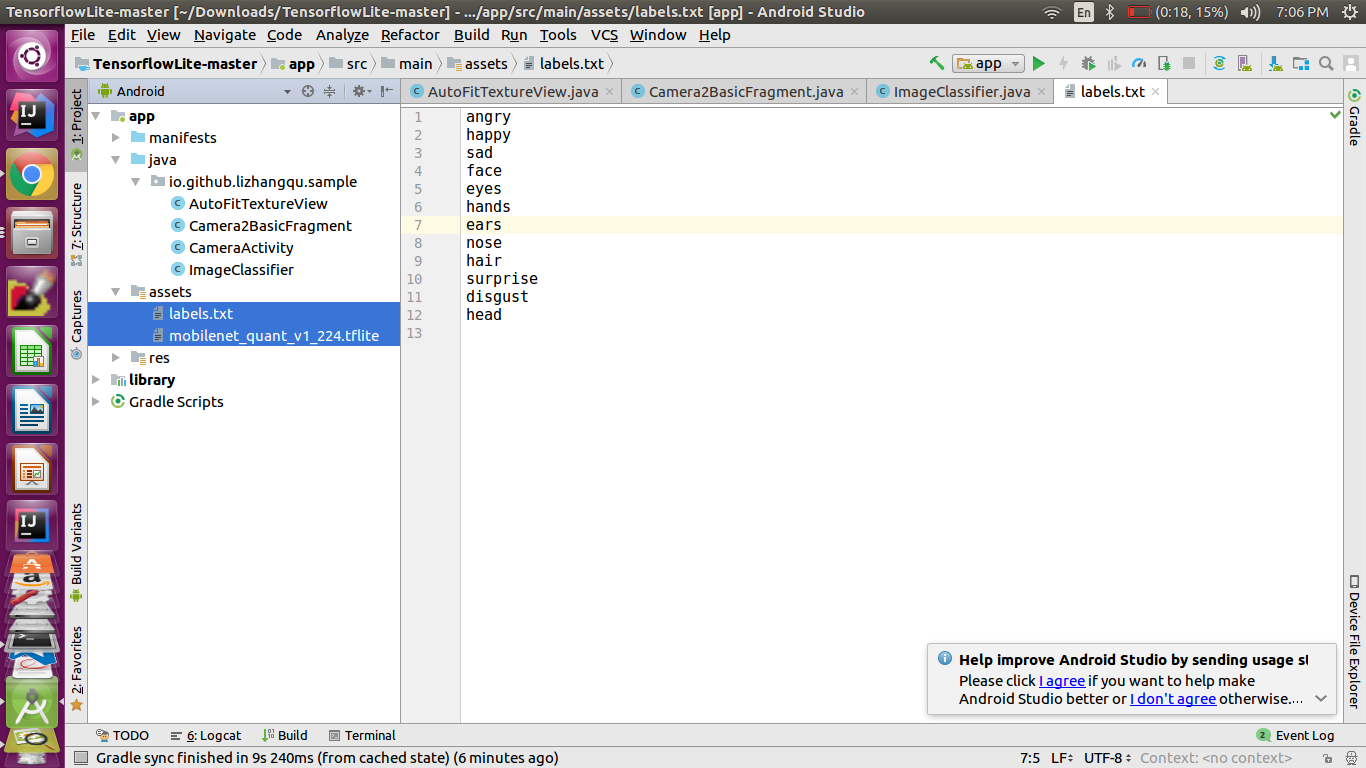 TensorflowLite-master [~/Downloads/TensorflowLite-master] - .../app/src/main/assets/labels.txt [app] - Android Studio
En
(0:18, 15%)
7:06 PM
File Edit View Navigate Code Analyze Refactor Build Run Tools VCS Window Help
TensorflowLite-master app src main assets labels.txt
app
Android
AutoFitTextureView.java Camera2BasicFragment.java ImageClassifier.java labels.txt
1: Project
7: Structure
Captures
Build Variants
2: Favorites
app
manifests
java
io.github.lizhangqu.sample
AutoFitTextureView
Camera2BasicFragment
CameraActivity
ImageClassifier
assets
labels.txt
mobilenet_quant_v1_224.tflite
res
library
Gradle Scripts
1 angry
2 happy
3 sad
4 face
5 eyes
6 hands
7 ears
8 nose
9 hair
10 surprise
11 disgust
12 head
13
Gradle
Device File Explorer
Help improve Android Studio by sending usage st
Please click I agree if you want to help make
Android Studio better or I don't agree otherwise....
TODO 6: Logcat Build Terminal
2 Event Log
Gradle sync finished in 9s 240ms (from cached state) (6 minutes ago)
7:5 LF UTF-8 Context: <no context>